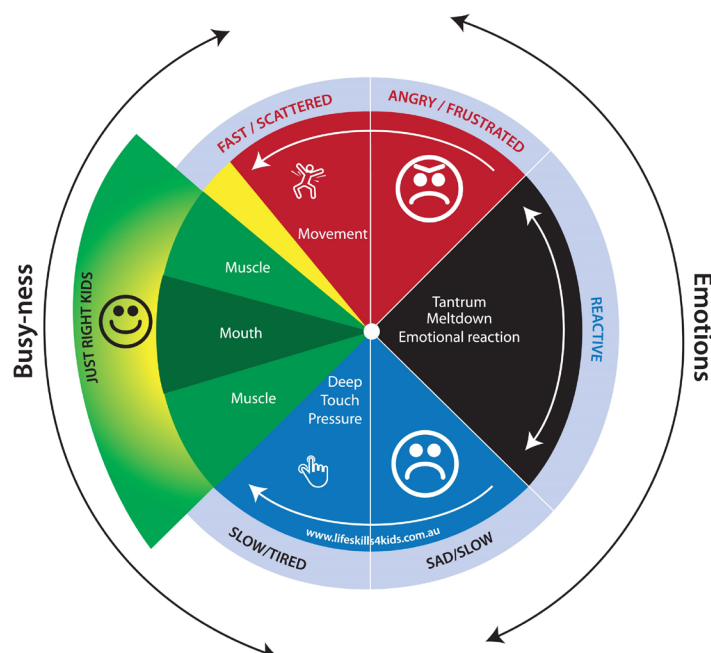 FAST / SCATTERED
ANGRY / FRUSTRATED
Movement
Muscle
Busy-ness
JUST RIGHT KIDS
Mouth
Tantrum
Meltdown
Emotional reaction
REACTIVE
Emotions
Muscle
Deep
Touch
Pressure
www.lifeskills4kids.com.au
SLOW/TIRED
SAD/SLOW